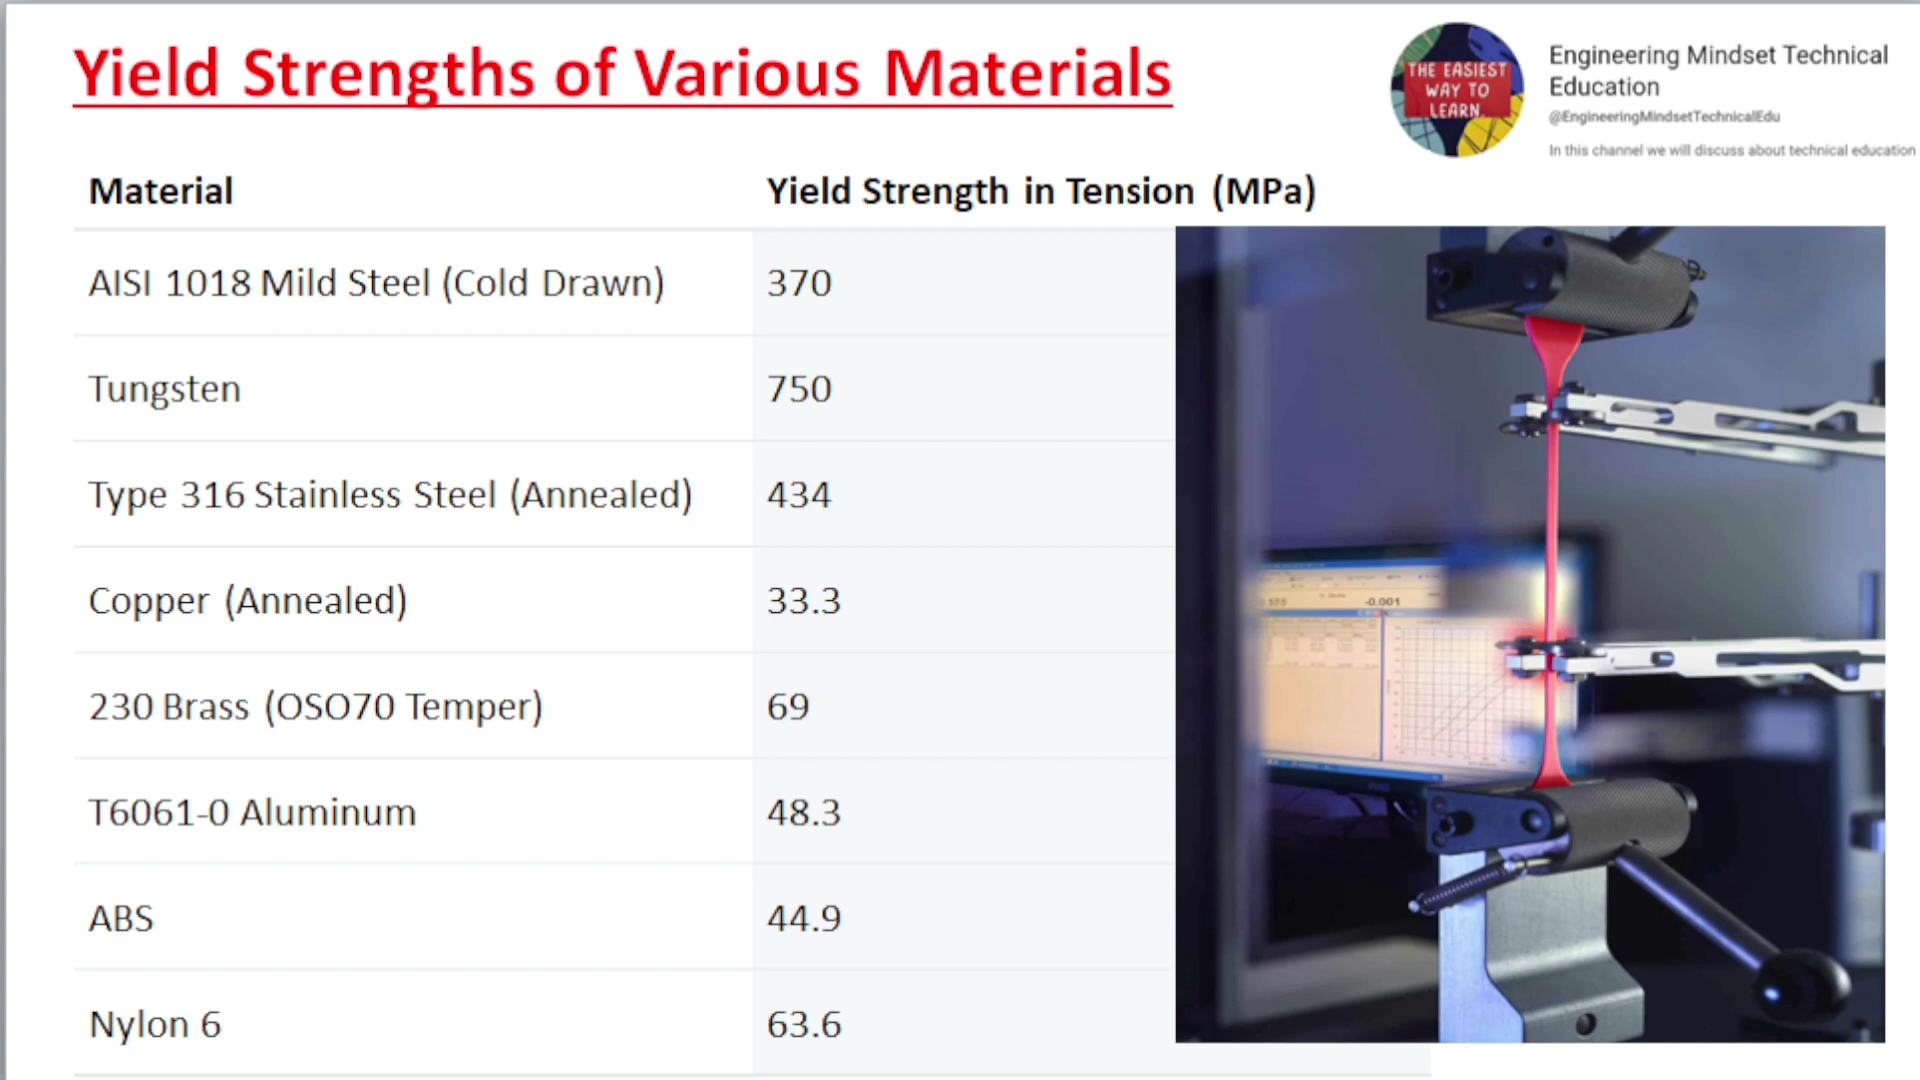 Yield Strengths of Various Materials
THE EASIEST
WAY TO
LEARN.
Engineering Mindset Technical
Education
@EngineeringMindsetTechnicalEdu
In this channel we will discuss about technical education
Material Yield Strength in Tension (MPa)
AISI 1018 Mild Steel (Cold Drawn) 370
Tungsten 750
Type 316 Stainless Steel (Annealed) 434
Copper (Annealed) 33.3
230 Brass (OSO70 Temper) 69
T6061-0 Aluminum 48.3
ABS 44.9
Nylon 6 63.6
-0.001